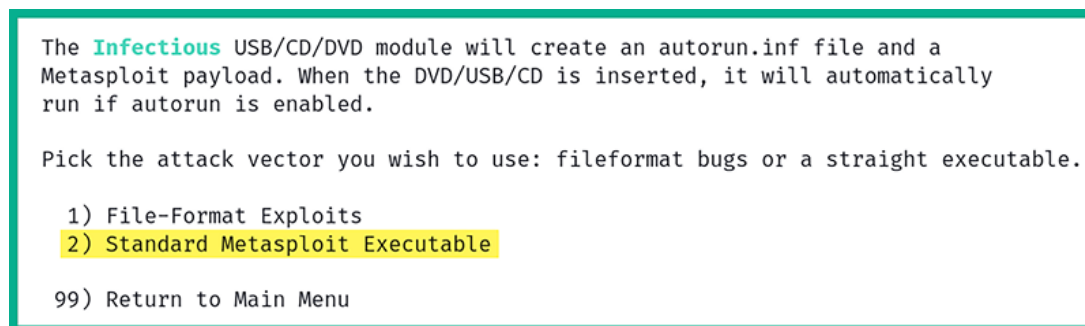 The Infectious USB/CD/DVD module will create an autorun.inf file and a
Metasploit payload. When the DVD/USB/CD is inserted, it will automatically
run if autorun is enabled.
Pick the attack vector you wish to use: fileformat bugs or a straight executable.
1) File-Format Exploits
2) Standard Metasploit Executable
99) Return to Main Menu